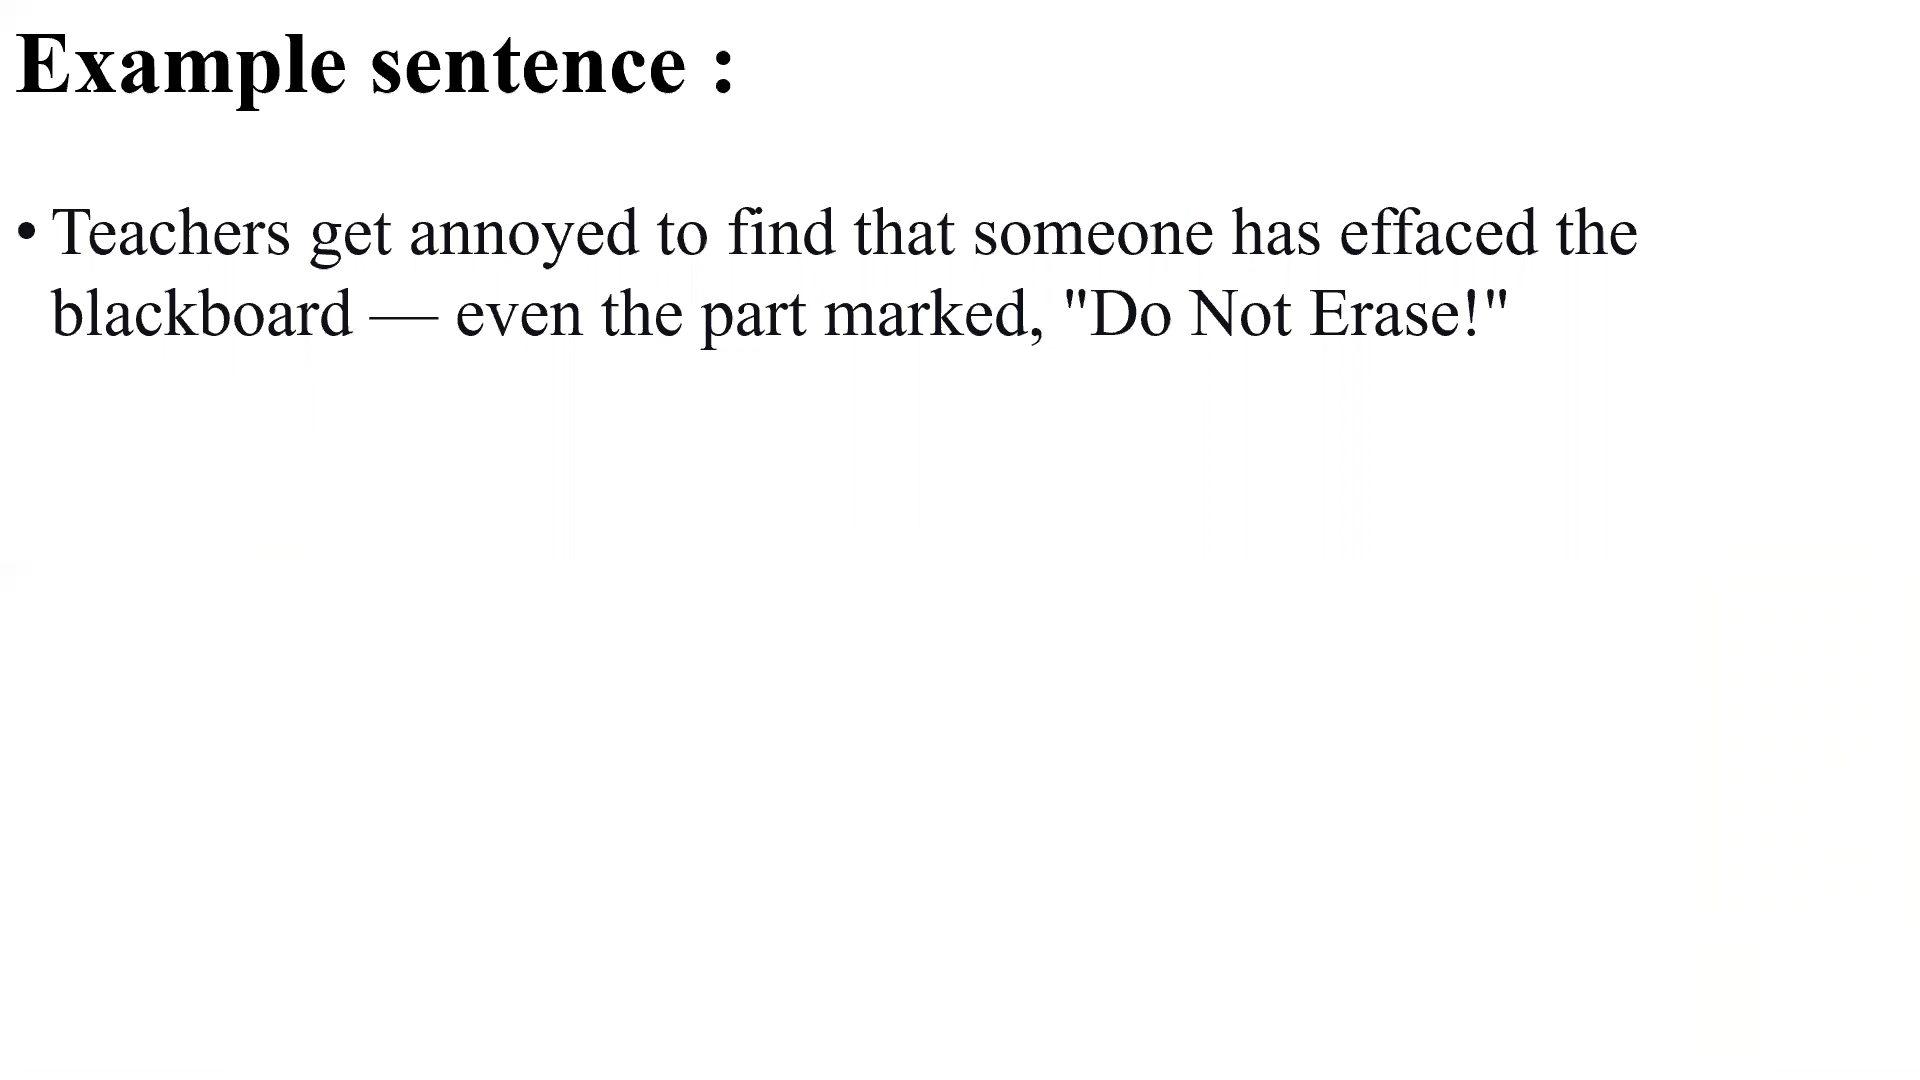 Example sentence :
• Teachers get annoyed to find that someone has effaced the
blackboard — even the part marked, "Do Not Erase!"